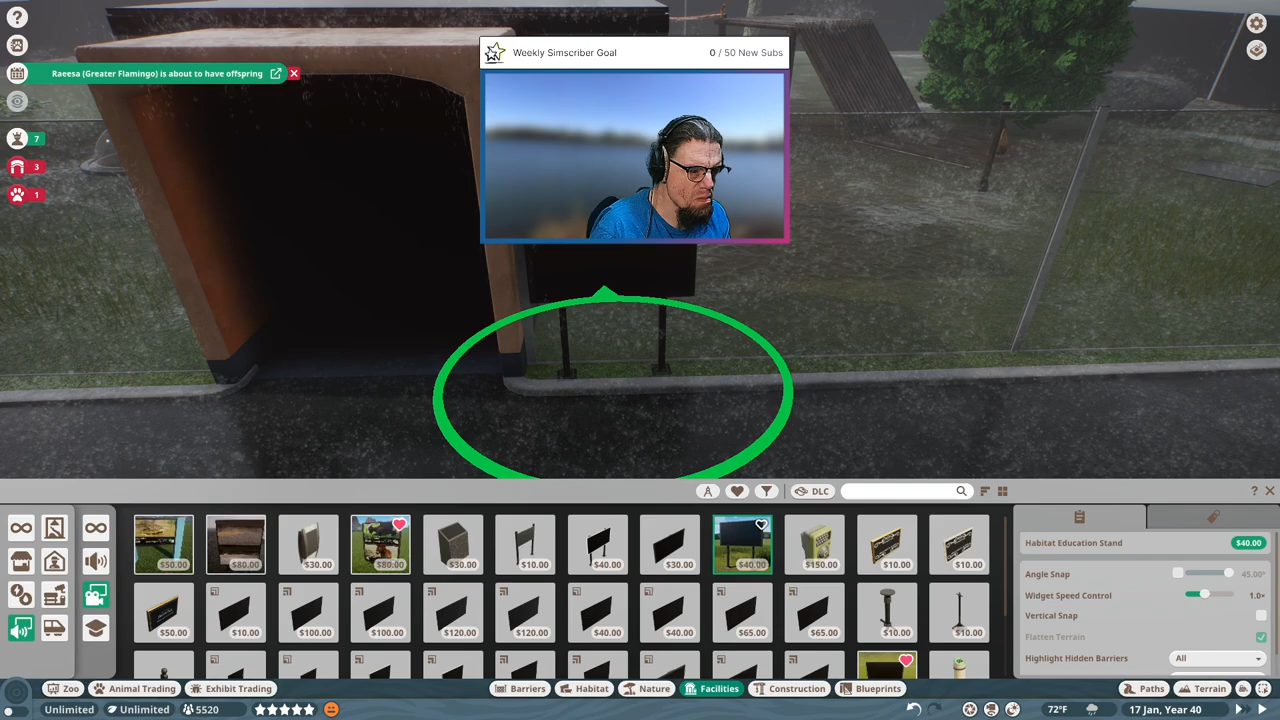 Weekly Simscriber Goal 0 / 50 New Subs
Raeesa (Greater Flamingo) is about to have offspring
7
3
1
DLC
?
Habitat Education Stand $40.00
$50.00 $80.00 $30.00 $80.00 $30.00 $10.00 $40.00 $30.00 $40.00 $150.00 $10.00 $10.00
Angle Snap 45.00°
Widget Speed Control 1.0×
Vertical Snap
Flatten Terrain
Highlight Hidden Barriers All
$50.00 $10.00 $100.00 $100.00 $120.00 $120.00 $40.00 $40.00 $65.00 $65.00 $10.00 $10.00
Zoo Animal Trading Exhibit Trading Barriers Habitat Nature Facilities Construction Blueprints Paths Terrain
Unlimited Unlimited 5520 72°F 17 Jan, Year 40